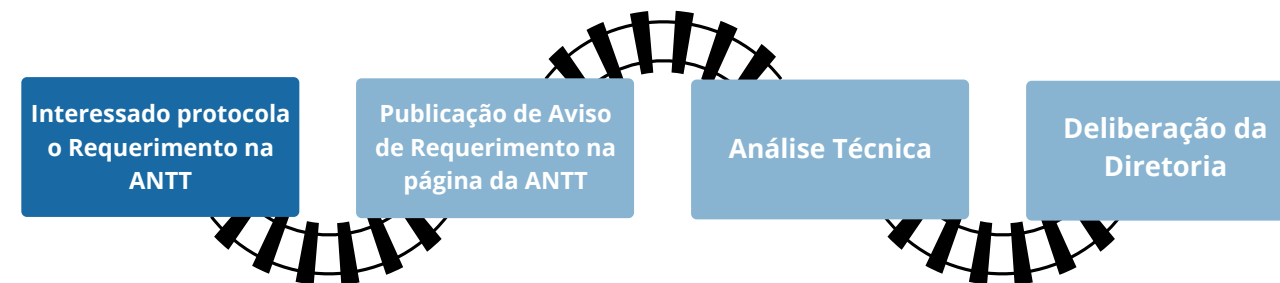 Interessado protocola
o Requerimento na
ANTT
Publicação de Aviso
de Requerimento na
página da ANTT
Análise Técnica
Deliberação da
Diretoria